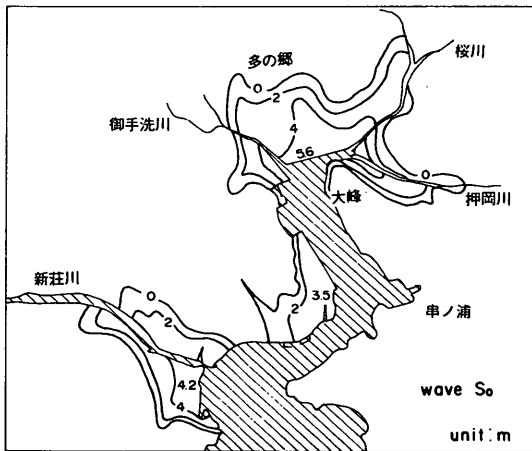 多の郷
桜川
0
2
御手洗川
4
5.6
0
大峰
押岡川
新荘川
0
2
3.5
2
串ノ浦
4.2
4
wave So
unit:m